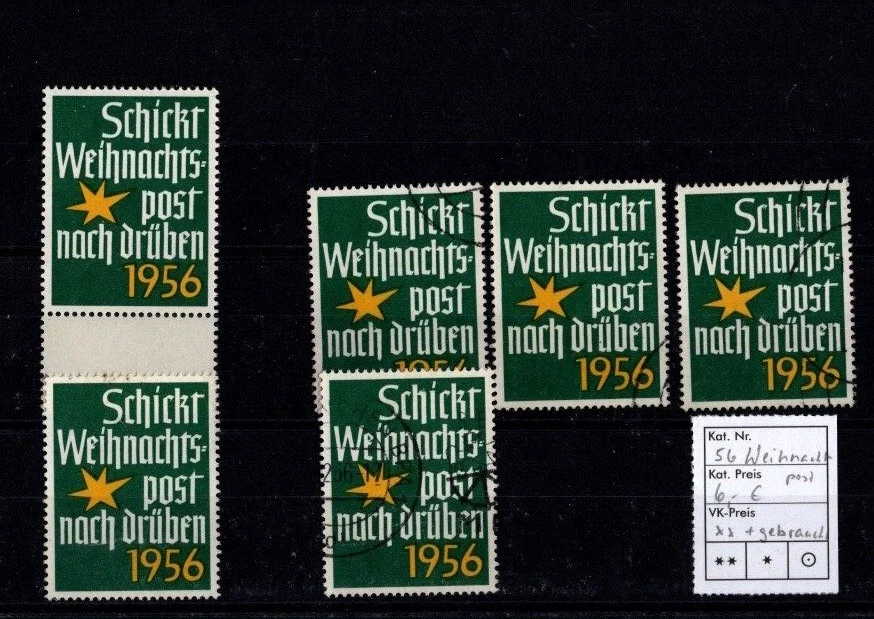 Schickt
Weihnachts=
post
nach drüben
1956
Schickt
Weihnachts=
post
nach drüben
1956
Schickt
Weihnachts=
post
nach drüben
1956
Schickt
Weihnachts=
post
nach drüben
1956
Schickt
Weihnachts=
post
nach drüben
1956
Schickt
Weihnachts=
post
nach drüben
1956
Kat. Nr.
56 Weihnacht
Kat. Preis post
6,- €
VK-Preis
xx + gebraucht
** * ⊙